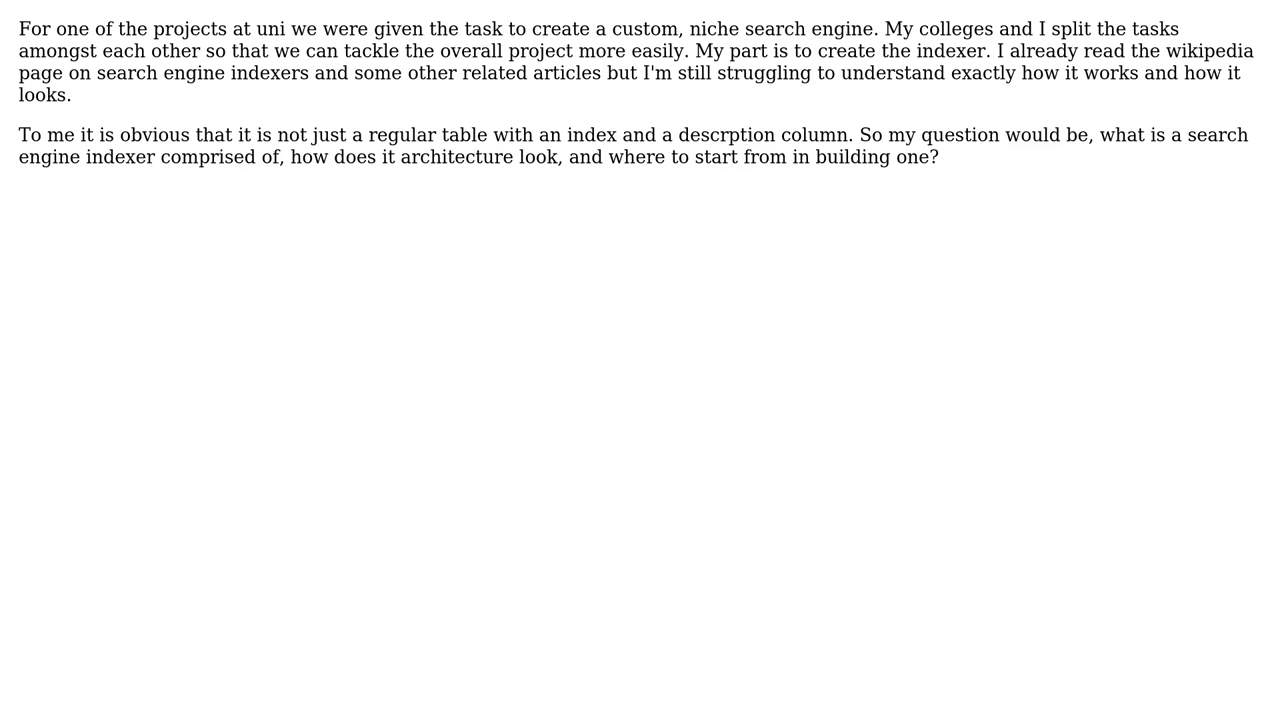 For one of the projects at uni we were given the task to create a custom, niche search engine. My colleges and I split the tasks
amongst each other so that we can tackle the overall project more easily. My part is to create the indexer. I already read the wikipedia
page on search engine indexers and some other related articles but I'm still struggling to understand exactly how it works and how it
looks.
To me it is obvious that it is not just a regular table with an index and a descrption column. So my question would be, what is a search
engine indexer comprised of, how does it architecture look, and where to start from in building one?